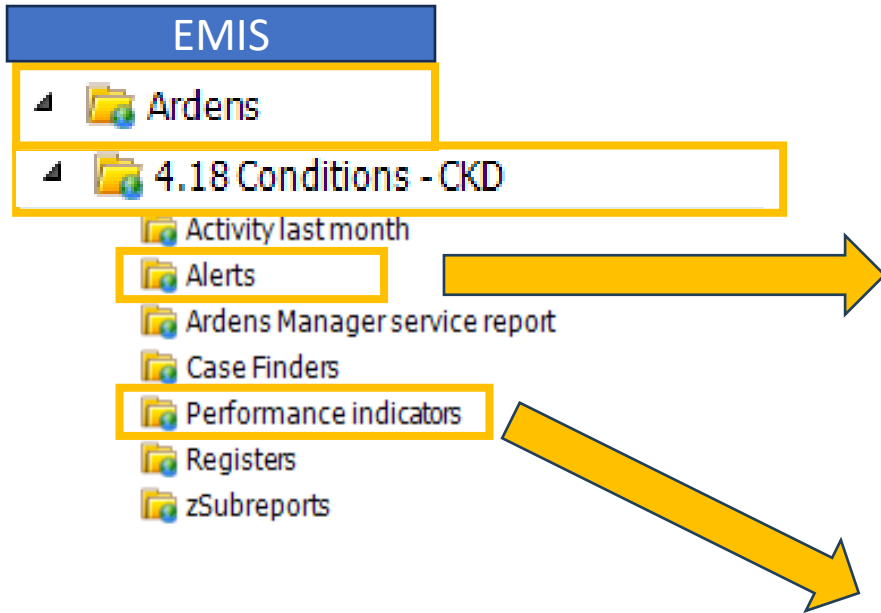 EMIS
Ardens
4.18 Conditions - CKD
Activity last month
Alerts
Ardens Manager service report
Case Finders
Performance indicators
Registers
zSubreports